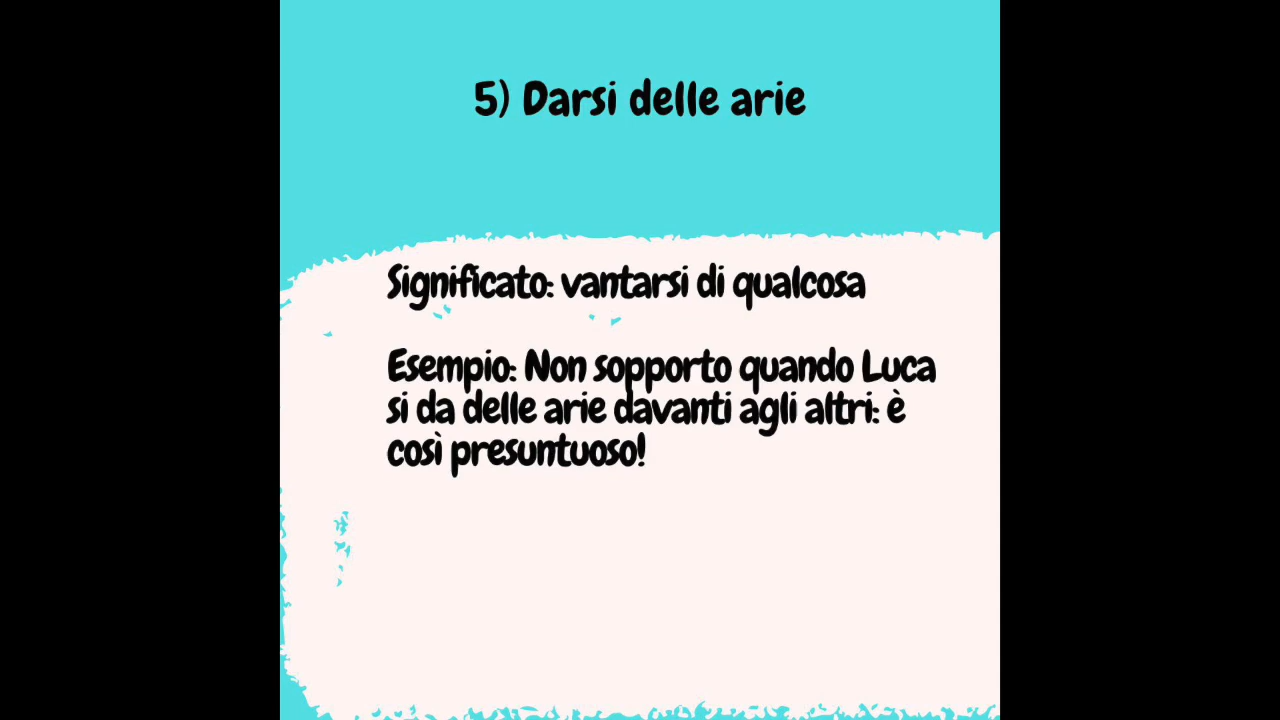 5) Darsi delle arie
Significato: vantarsi di qualcosa
Esempio: Non sopporto quando Luca
si da delle arie davanti agli altri: è
così presuntuoso!